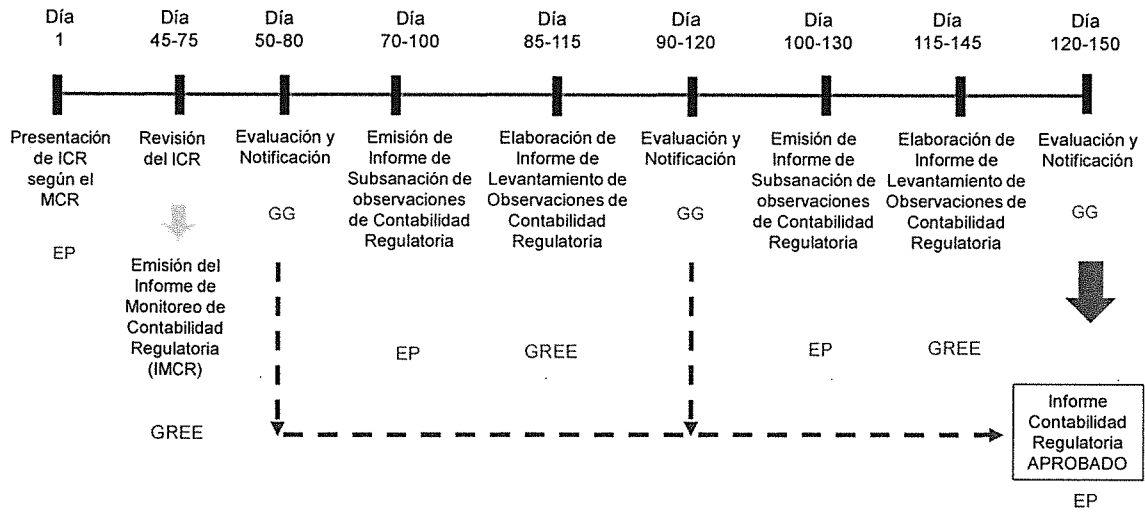 Día
1
Día
45-75
Día
50-80
Día
70-100
Día
85-115
Día
90-120
Día
100-130
Día
115-145
Día
120-150
Presentación
de ICR
según el
MCR
EP
Revisión
del ICR
Emisión del
Informe de
Monitoreo de
Contabilidad
Regulatoria
(IMCR)
GREE
Evaluación y
Notificación
GG
Emisión de
Informe de
Subsanación de
observaciones
de Contabilidad
Regulatoria
EP
Elaboración de
Informe de
Levantamiento de
Observaciones de
Contabilidad
Regulatoria
GREE
Evaluación y
Notificación
GG
Emisión de
Informe de
Subsanación de
observaciones
de Contabilidad
Regulatoria
EP
Elaboración de
Informe de
Levantamiento de
Observaciones de
Contabilidad
Regulatoria
GREE
Evaluación y
Notificación
GG
Informe
Contabilidad
Regulatoria
APROBADO
EP